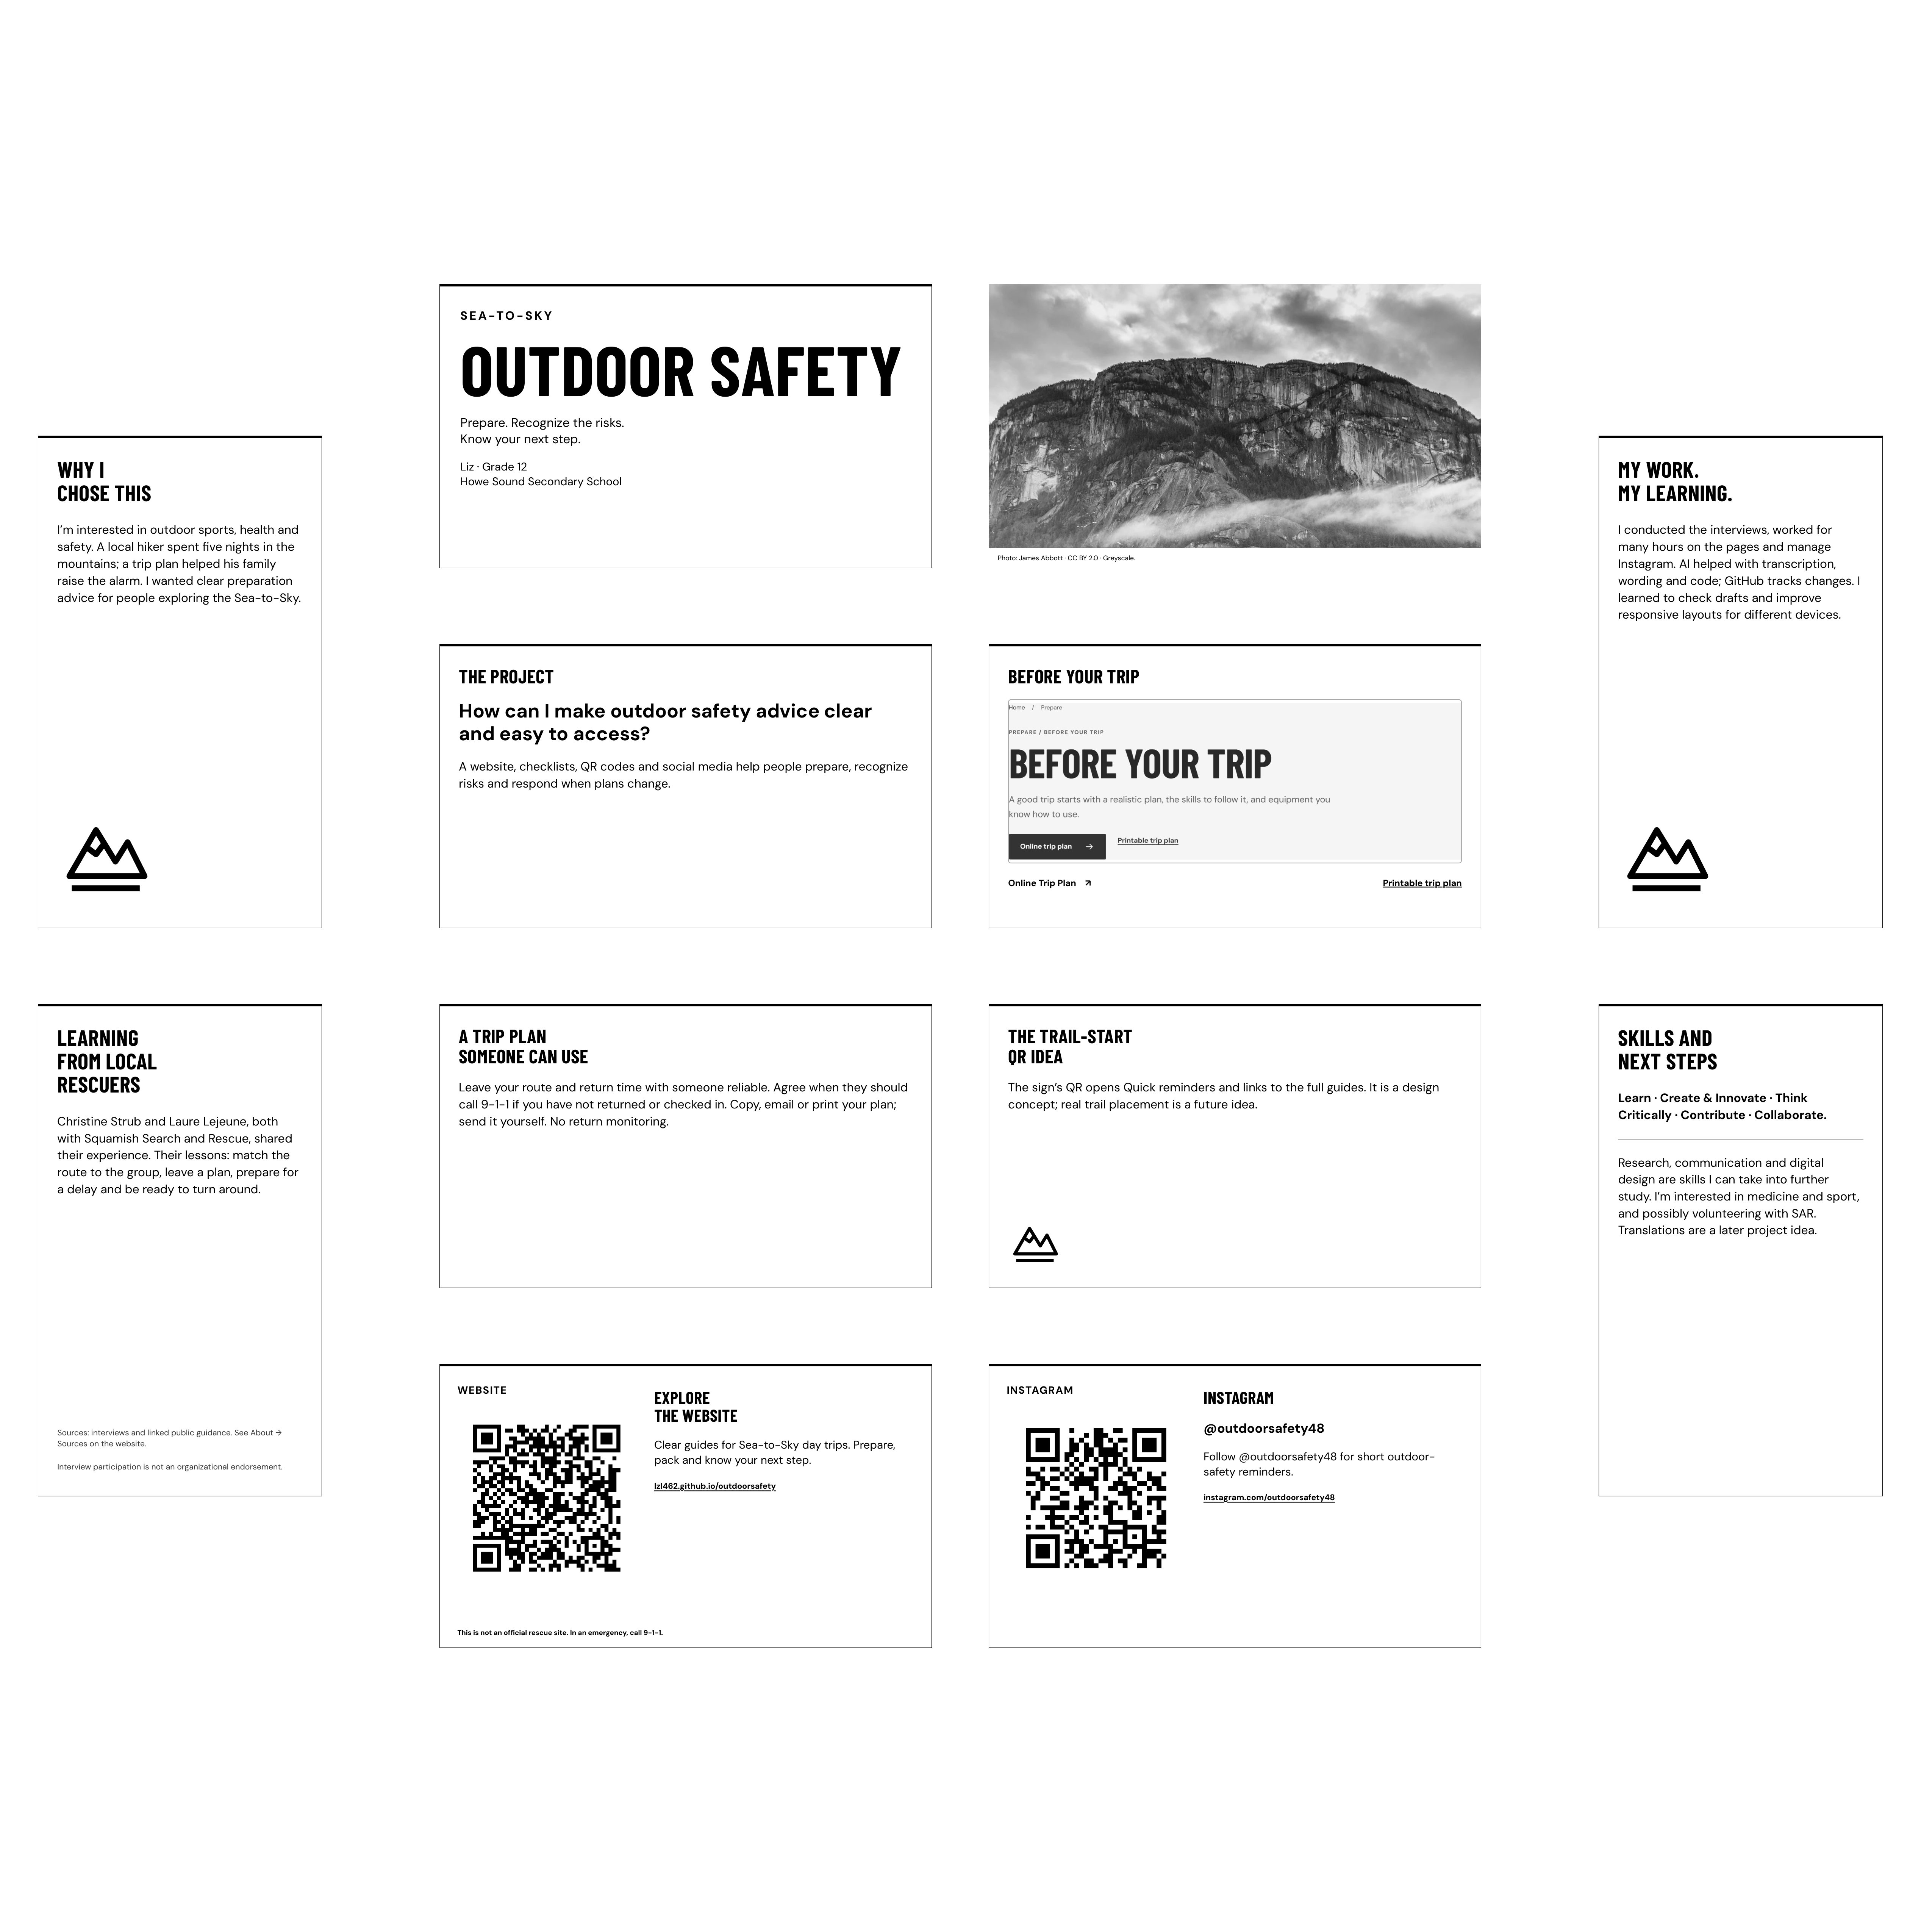 SEA-TO-SKY
OUTDOOR SAFETY
Prepare. Recognize the risks.
Know your next step.
Liz · Grade 12
Howe Sound Secondary School
Photo: James Abbott · CC BY 2.0 · Greyscale.
WHY I
CHOSE THIS
I’m interested in outdoor sports, health and
safety. A local hiker spent five nights in the
mountains; a trip plan helped his family
raise the alarm. I wanted clear preparation
advice for people exploring the Sea-to-Sky.
THE PROJECT
How can I make outdoor safety advice clear
and easy to access?
A website, checklists, QR codes and social media help people prepare, recognize
risks and respond when plans change.
BEFORE YOUR TRIP
Home / Prepare
PREPARE / BEFORE YOUR TRIP
BEFORE YOUR TRIP
A good trip starts with a realistic plan, the skills to follow it, and equipment you
know how to use.
Online trip plan → Printable trip plan
Online Trip Plan ↗ Printable trip plan
MY WORK.
MY LEARNING.
I conducted the interviews, worked for
many hours on the pages and manage
Instagram. AI helped with transcription,
wording and code; GitHub tracks changes. I
learned to check drafts and improve
responsive layouts for different devices.
LEARNING
FROM LOCAL
RESCUERS
Christine Strub and Laure Lejeune, both
with Squamish Search and Rescue, shared
their experience. Their lessons: match the
route to the group, leave a plan, prepare for
a delay and be ready to turn around.
Sources: interviews and linked public guidance. See About →
Sources on the website.
Interview participation is not an organizational endorsement.
A TRIP PLAN
SOMEONE CAN USE
Leave your route and return time with someone reliable. Agree when they should
call 9-1-1 if you have not returned or checked in. Copy, email or print your plan;
send it yourself. No return monitoring.
THE TRAIL-START
QR IDEA
The sign’s QR opens Quick reminders and links to the full guides. It is a design
concept; real trail placement is a future idea.
SKILLS AND
NEXT STEPS
Learn · Create & Innovate · Think
Critically · Contribute · Collaborate.
Research, communication and digital
design are skills I can take into further
study. I’m interested in medicine and sport,
and possibly volunteering with SAR.
Translations are a later project idea.
WEBSITE
EXPLORE
THE WEBSITE
Clear guides for Sea-to-Sky day trips. Prepare,
pack and know your next step.
lzl462.github.io/outdoorsafety
This is not an official rescue site. In an emergency, call 9-1-1.
INSTAGRAM
INSTAGRAM
@outdoorsafety48
Follow @outdoorsafety48 for short outdoor-
safety reminders.
instagram.com/outdoorsafety48